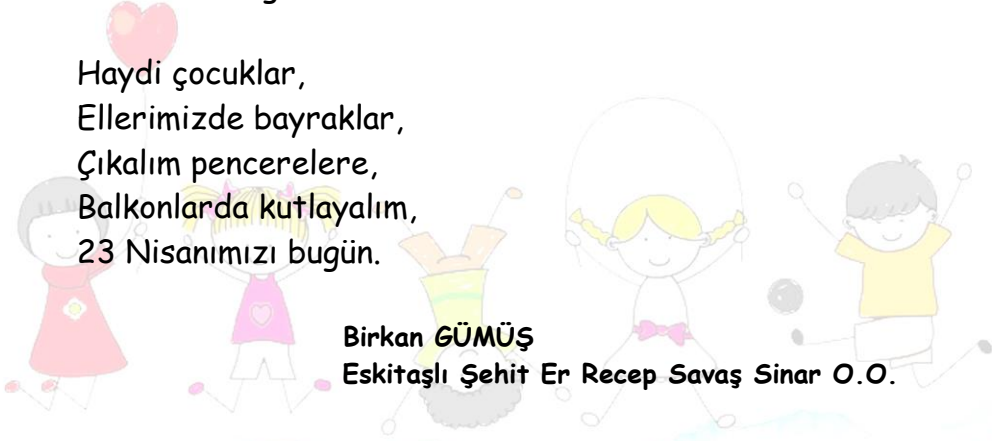 Haydi çocuklar,
Ellerimizde bayraklar,
Çıkalım pencerelere,
Balkonlarda kutlayalım,
23 Nisanımızı bugün.
Birkan GÜMÜŞ
Eskitaşlı Şehit Er Recep Savaş Sinar O.O.